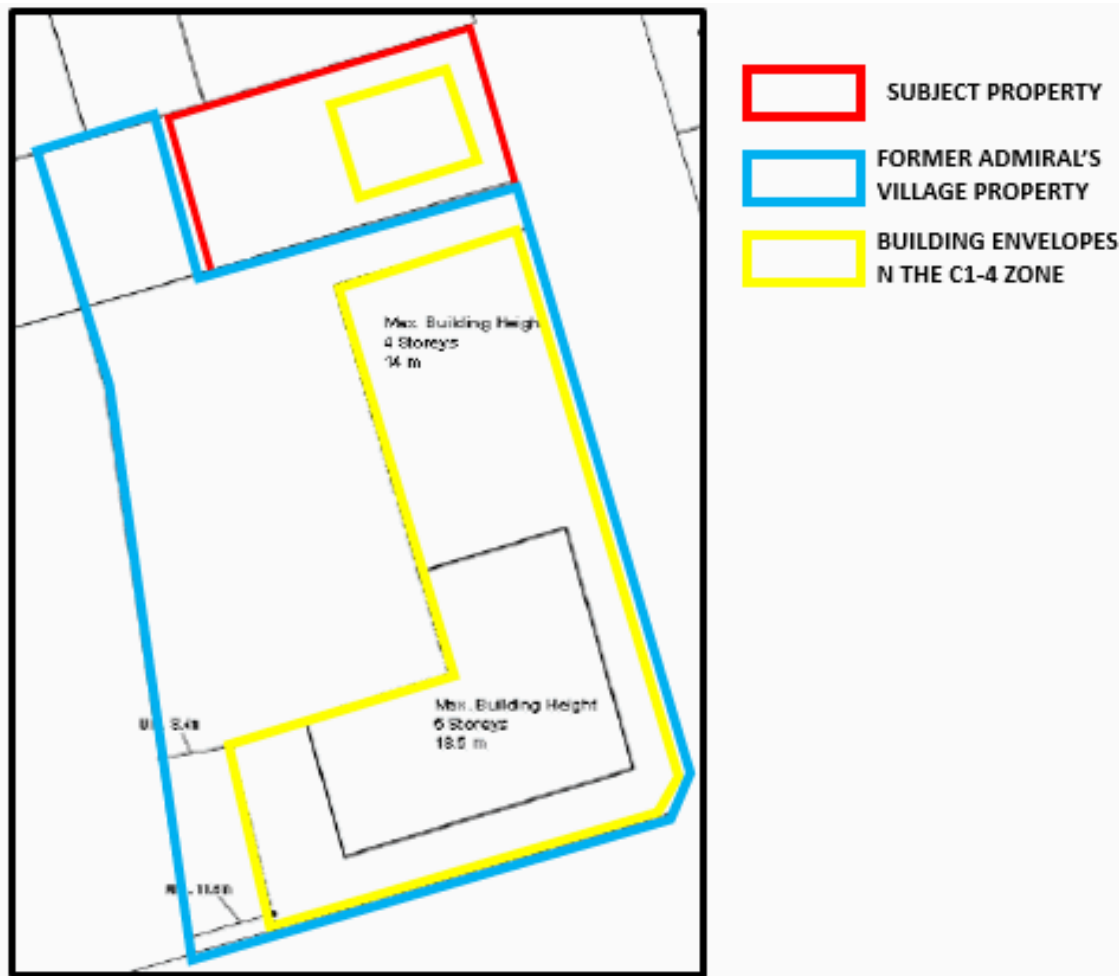 SUBJECT PROPERTY
FORMER ADMIRAL'S
VILLAGE PROPERTY
BUILDING ENVELOPES
N THE C1-4 ZONE
Max. Building Heigh
4 Storeys
14 m
Max. Building Height
6 Storeys
18.5 m